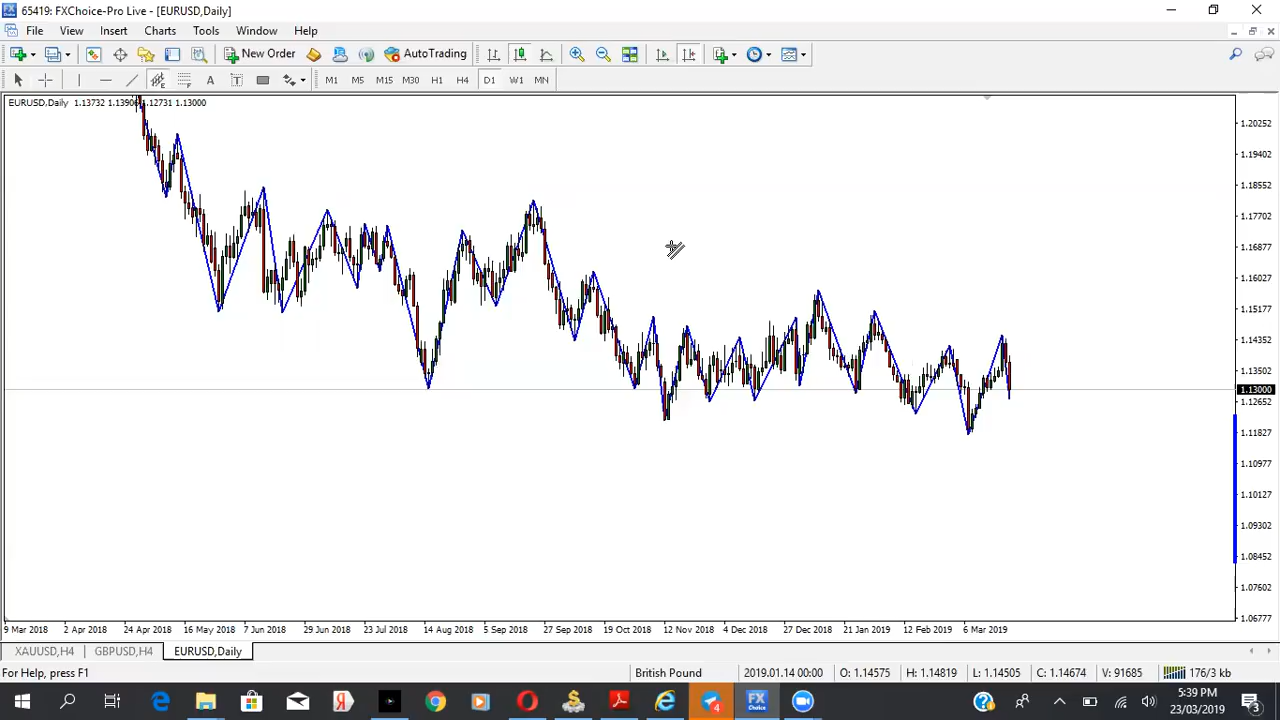 65419: FXChoice-Pro Live - [EURUSD,Daily]
File View Insert Charts Tools Window Help
New Order AutoTrading
A T M1 M5 M15 M30 H1 H4 D1 W1 MN
EURUSD,Daily 1.13732 1.13906 1.12731 1.13000
1.20252
1.19402
1.18552
1.17702
1.16877
1.16027
1.15177
1.14352
1.13502
1.13000
1.12652
1.11827
1.10977
1.10127
1.09302
1.08452
1.07602
1.06777
9 Mar 2018 2 Apr 2018 24 Apr 2018 16 May 2018 7 Jun 2018 29 Jun 2018 23 Jul 2018 14 Aug 2018 5 Sep 2018 27 Sep 2018 19 Oct 2018 12 Nov 2018 4 Dec 2018 27 Dec 2018 21 Jan 2019 12 Feb 2019 6 Mar 2019
XAUUSD,H4 GBPUSD,H4 EURUSD,Daily
For Help, press F1 British Pound 2019.01.14 00:00 O: 1.14575 H: 1.14819 L: 1.14505 C: 1.14674 V: 91685 176/3 kb
5:39 PM
23/03/2019